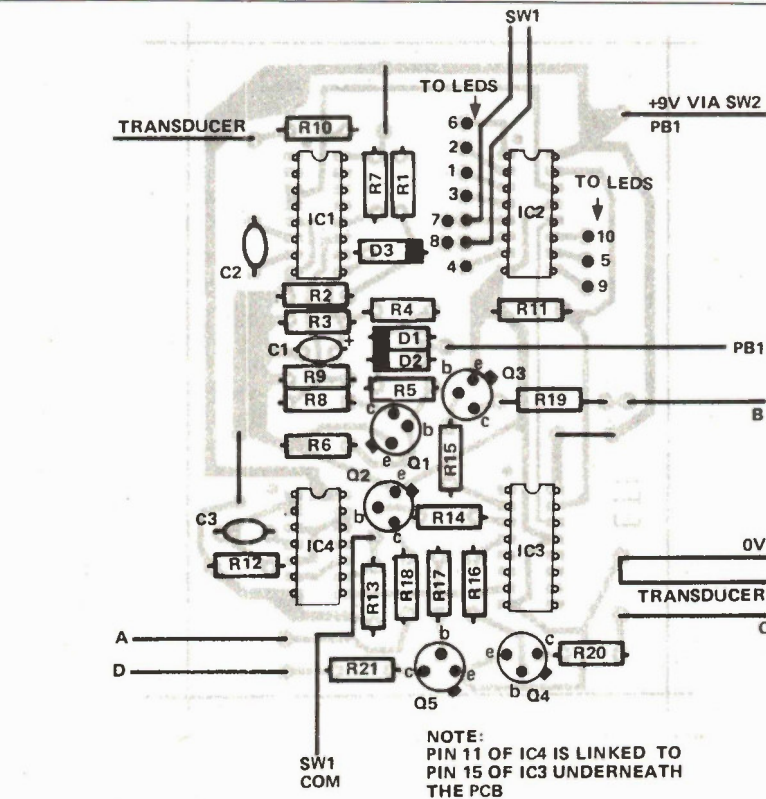 SW1
TO LEDS
+9V VIA SW2
PB1
TRANSDUCER
R10
6
2
1
3
7
8
4
R7
R1
IC1
IC2
TO LEDS
10
5
9
C2
D3
R2
R4
R11
R3
C1
+
D1
D2
PB1
R9
R8
R5
b
e
Q3
c
R19
B
c
b
e
Q1
R6
R15
Q2
e
b
c
R14
C3
IC4
IC3
R12
R13
R18
R17
R16
0V
TRANSDUCER
C
A
D
R21
b
c
e
Q5
e
c
b
Q4
R20
SW1
COM
NOTE:
PIN 11 OF IC4 IS LINKED TO
PIN 15 OF IC3 UNDERNEATH
THE PCB